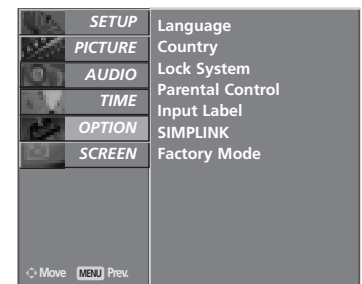 SETUP
PICTURE
AUDIO
TIME
OPTION
SCREEN
Language
Country
Lock System
Parental Control
Input Label
SIMPLINK
Factory Mode
Move MENU Prev.